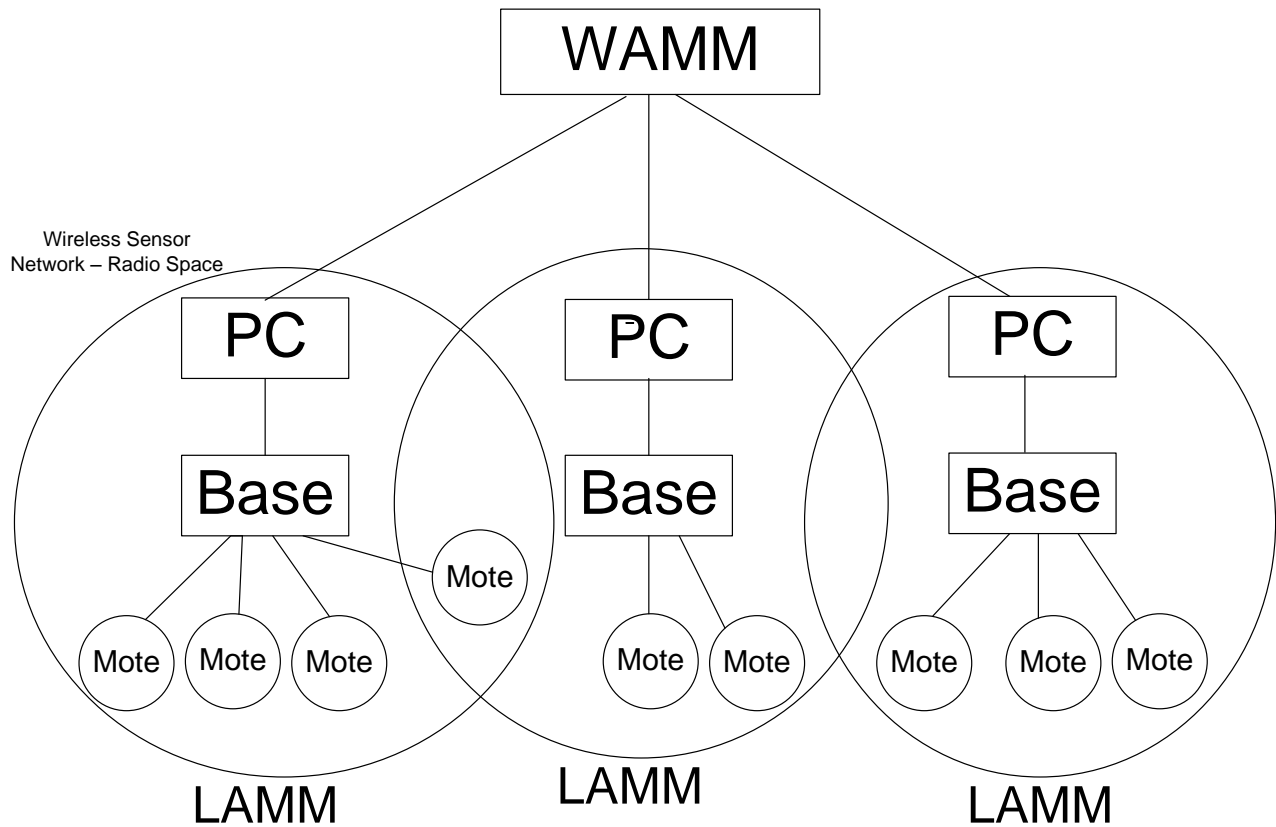 WAMM
Wireless Sensor
Network – Radio Space
PC
PC
PC
Base
Base
Base
Mote
Mote
Mote
Mote
Mote
Mote
Mote
Mote
Mote
LAMM
LAMM
LAMM